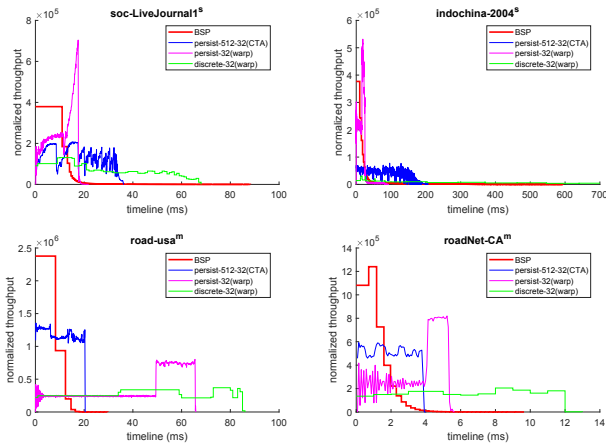 soc-LiveJournal1ˢ
×10⁵
normalized throughput
8
6
4
2
0
BSP
persist-512-32(CTA)
persist-32(warp)
discrete-32(warp)
0 20 40 60 80 100
timeline (ms)
indochina-2004ˢ
×10⁵
normalized throughput
6
5
4
3
2
1
0
BSP
persist-512-32(CTA)
persist-32(warp)
discrete-32(warp)
0 100 200 300 400 500 600 700
timeline (ms)
road-usaᵐ
×10⁶
normalized throughput
2.5
2
1.5
1
0.5
0
BSP
persist-512-32(CTA)
persist-32(warp)
discrete-32(warp)
0 20 40 60 80 100
timeline (ms)
roadNet-CAᵐ
×10⁵
normalized throughput
14
12
10
8
6
4
2
0
BSP
persist-512-32(CTA)
persist-32(warp)
discrete-32(warp)
0 2 4 6 8 10 12 14
timeline (ms)